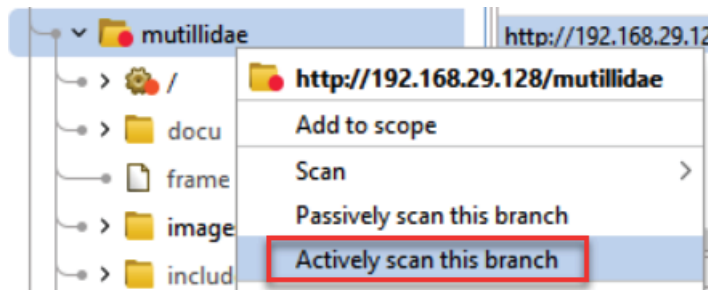 mutillidae
http://192.168.29.12
http://192.168.29.128/mutillidae
/
Add to scope
docu
Scan
frame
Passively scan this branch
image
Actively scan this branch
includ